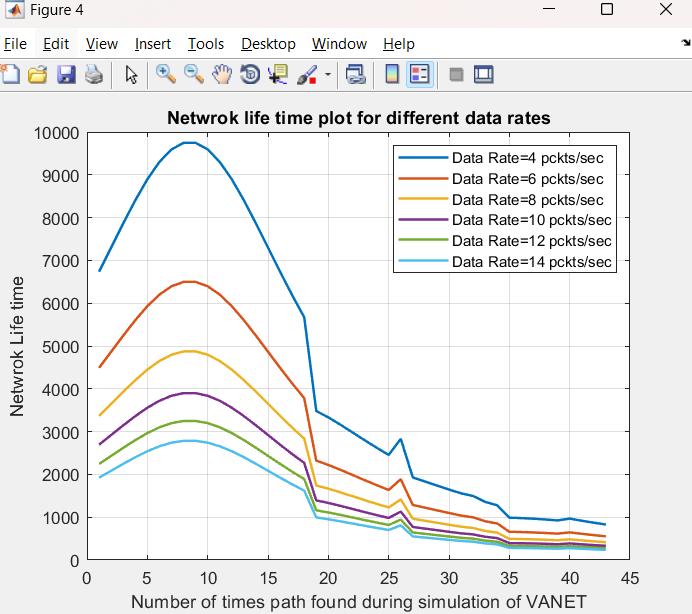 Figure 4
File Edit View Insert Tools Desktop Window Help
Netwrok life time plot for different data rates
10000
9000
8000
7000
6000
5000
4000
3000
2000
1000
0
Netwrok Life time
Data Rate=4 pckts/sec
Data Rate=6 pckts/sec
Data Rate=8 pckts/sec
Data Rate=10 pckts/sec
Data Rate=12 pckts/sec
Data Rate=14 pckts/sec
0 5 10 15 20 25 30 35 40 45
Number of times path found during simulation of VANET